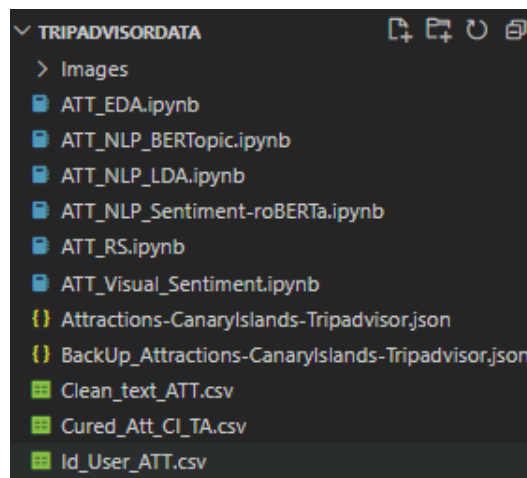 TRIPADVISORDATA
Images
ATT_EDA.ipynb
ATT_NLP_BERTopic.ipynb
ATT_NLP_LDA.ipynb
ATT_NLP_Sentiment-roBERTa.ipynb
ATT_RS.ipynb
ATT_Visual_Sentiment.ipynb
Attractions-CanaryIslands-Tripadvisor.json
BackUp_Attractions-CanaryIslands-Tripadvisor.json
Clean_text_ATT.csv
Cured_Att_CI_TA.csv
Id_User_ATT.csv